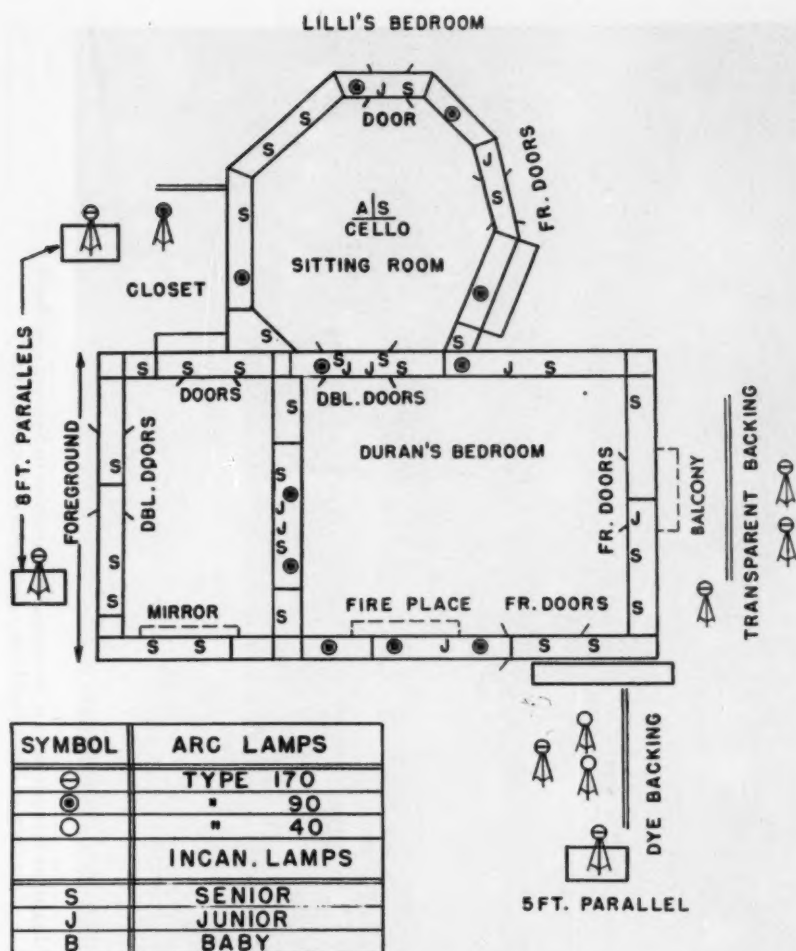 LILLI'S BEDROOM
J S
DOOR
S
S
S
J
S
FR. DOORS
A|S
CELLO
SITTING ROOM
CLOSET
S
8FT. PARALLELS
FOREGROUND
S S S
DOORS
S S
J J
DBL. DOORS
J S
S
DBL. DOORS
S
S
S
S
S
J
J
S
S
DURAN'S BEDROOM
FR. DOORS
S
J
S
S
BALCONY
TRANSPARENT BACKING
MIRROR
S S
FIRE PLACE
J
FR. DOORS
S S
DYE BACKING
5FT. PARALLEL
SYMBOL ARC LAMPS
TYPE 170
" 90
" 40
INCAN. LAMPS
S SENIOR
J JUNIOR
B BABY